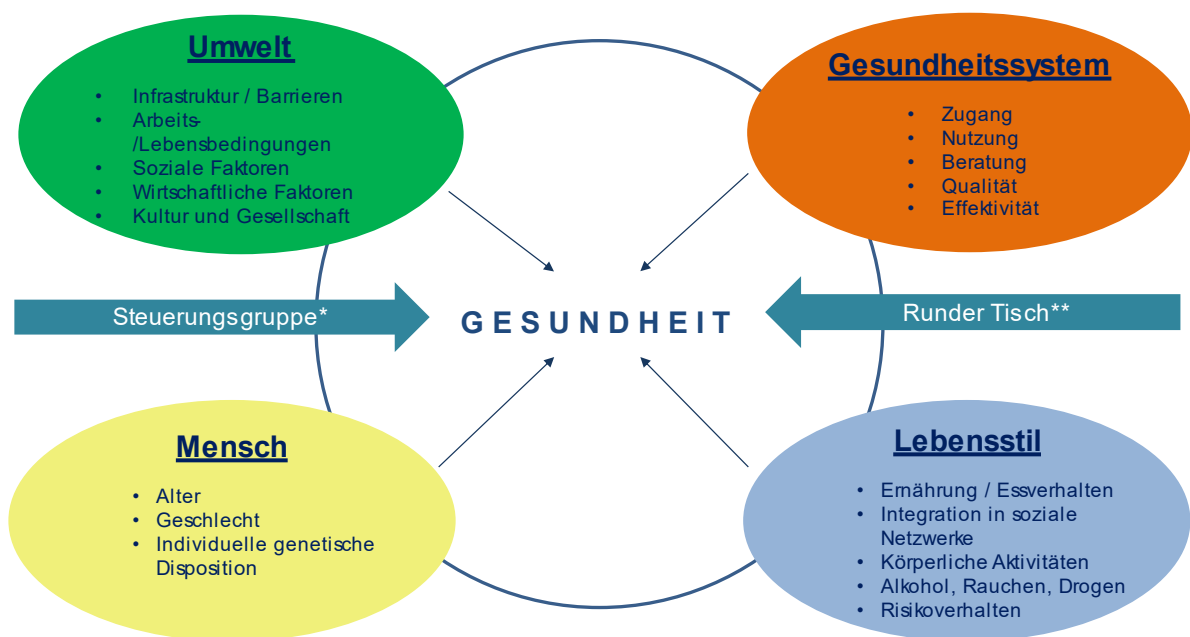 Umwelt
• Infrastruktur / Barrieren
• Arbeits-
/Lebensbedingungen
• Soziale Faktoren
• Wirtschaftliche Faktoren
• Kultur und Gesellschaft
Gesundheitssystem
• Zugang
• Nutzung
• Beratung
• Qualität
• Effektivität
Steuerungsgruppe*
GESUNDHEIT
Runder Tisch**
Mensch
• Alter
• Geschlecht
• Individuelle genetische
Disposition
Lebensstil
• Ernährung / Essverhalten
• Integration in soziale
Netzwerke
• Körperliche Aktivitäten
• Alkohol, Rauchen, Drogen
• Risikoverhalten